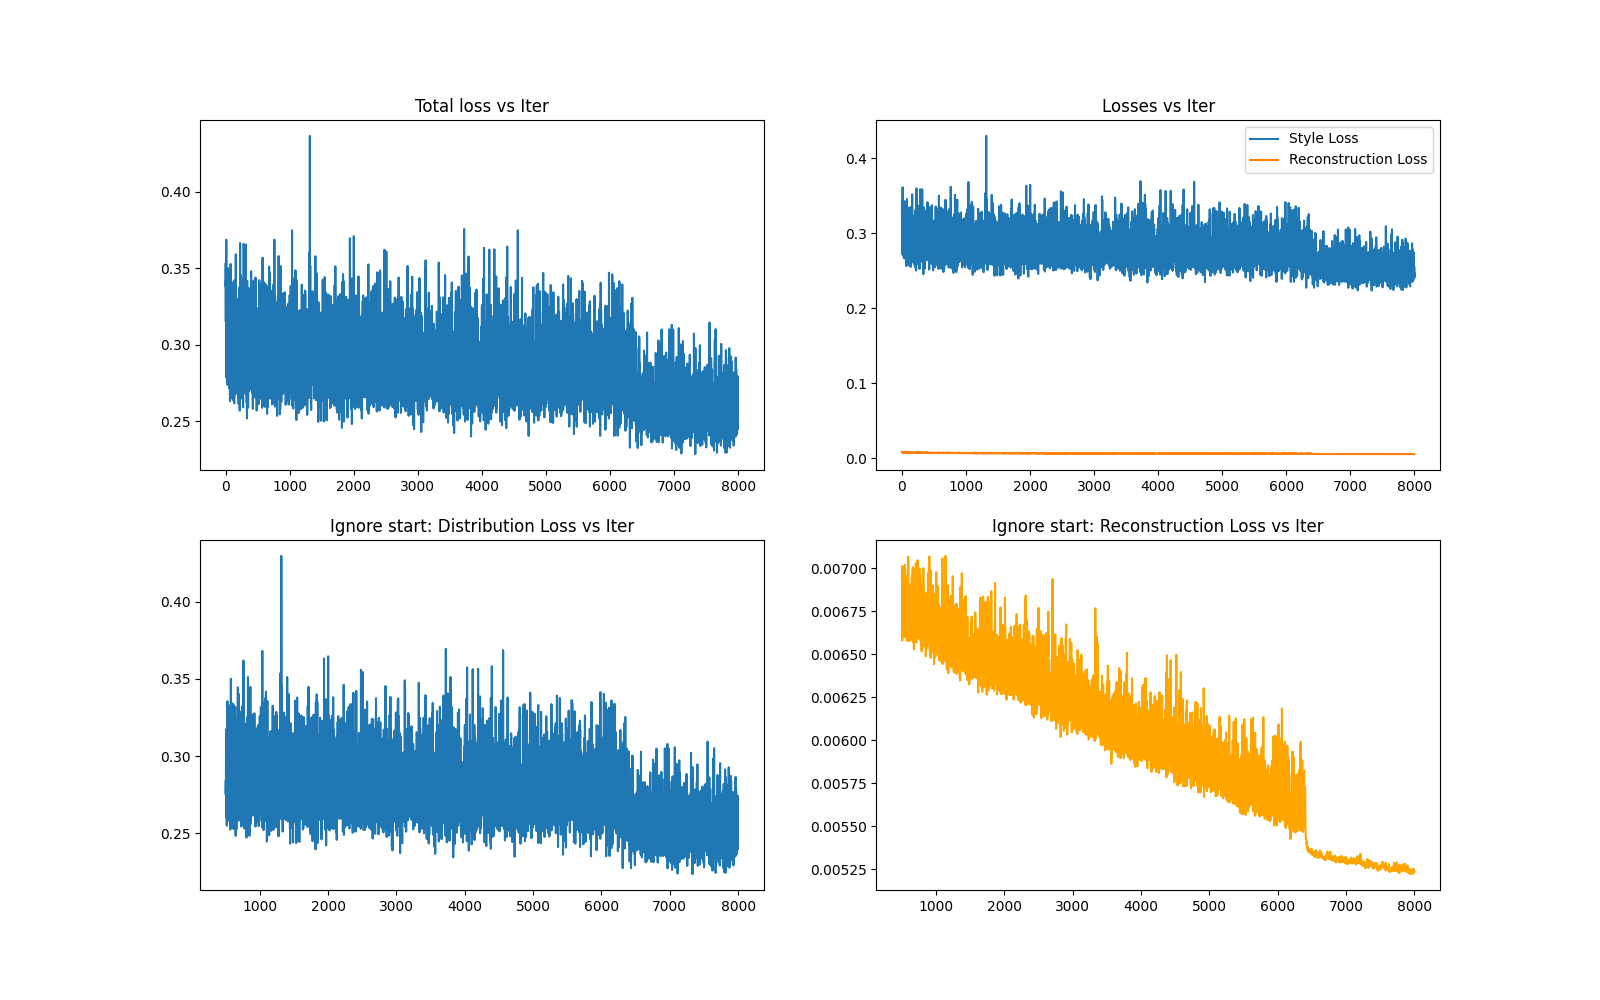 Total loss vs Iter
0.40
0.35
0.30
0.25
0 1000 2000 3000 4000 5000 6000 7000 8000
Losses vs Iter
Style Loss
Reconstruction Loss
0.4
0.3
0.2
0.1
0.0
0 1000 2000 3000 4000 5000 6000 7000 8000
Ignore start: Distribution Loss vs Iter
0.40
0.35
0.30
0.25
1000 2000 3000 4000 5000 6000 7000 8000
Ignore start: Reconstruction Loss vs Iter
0.00700
0.00675
0.00650
0.00625
0.00600
0.00575
0.00550
0.00525
1000 2000 3000 4000 5000 6000 7000 8000